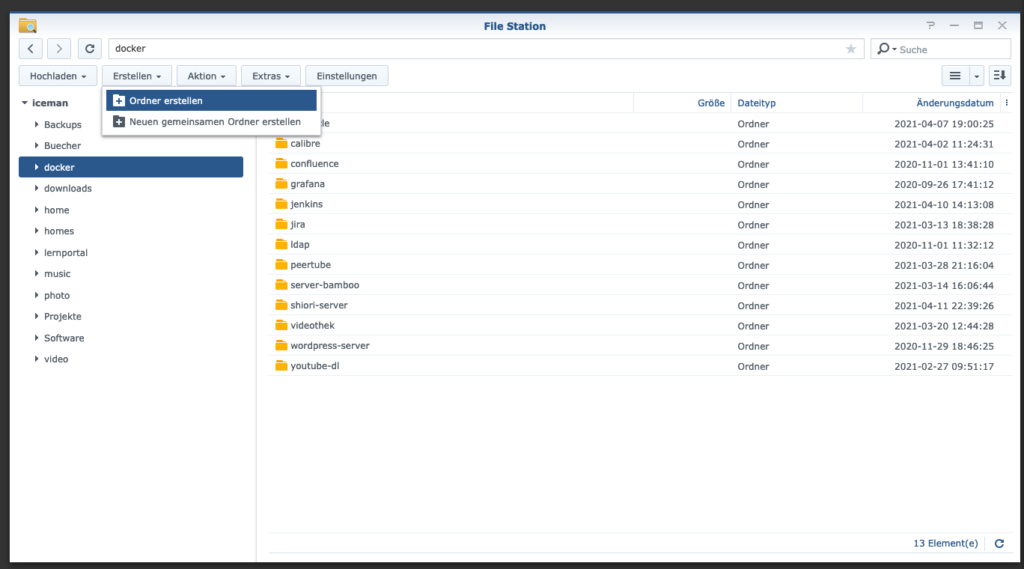 File Station
docker
Suche
Hochladen Erstellen Aktion Extras Einstellungen
Ordner erstellen
Neuen gemeinsamen Ordner erstellen
iceman
Backups
Buecher
docker
downloads
home
homes
lernportal
music
photo
Projekte
Software
video
Größe Dateityp Änderungsdatum
Ordner 2021-04-07 19:00:25
calibre Ordner 2021-04-02 11:24:31
confluence Ordner 2020-11-01 13:41:10
grafana Ordner 2020-09-26 17:41:12
jenkins Ordner 2021-04-10 14:13:08
jira Ordner 2021-03-13 18:38:28
ldap Ordner 2020-11-01 11:32:12
peertube Ordner 2021-03-28 21:16:04
server-bamboo Ordner 2021-03-14 16:06:44
shiori-server Ordner 2021-04-11 22:39:26
videothek Ordner 2021-03-20 12:44:28
wordpress-server Ordner 2020-11-29 18:46:25
youtube-dl Ordner 2021-02-27 09:51:17
13 Element(e)